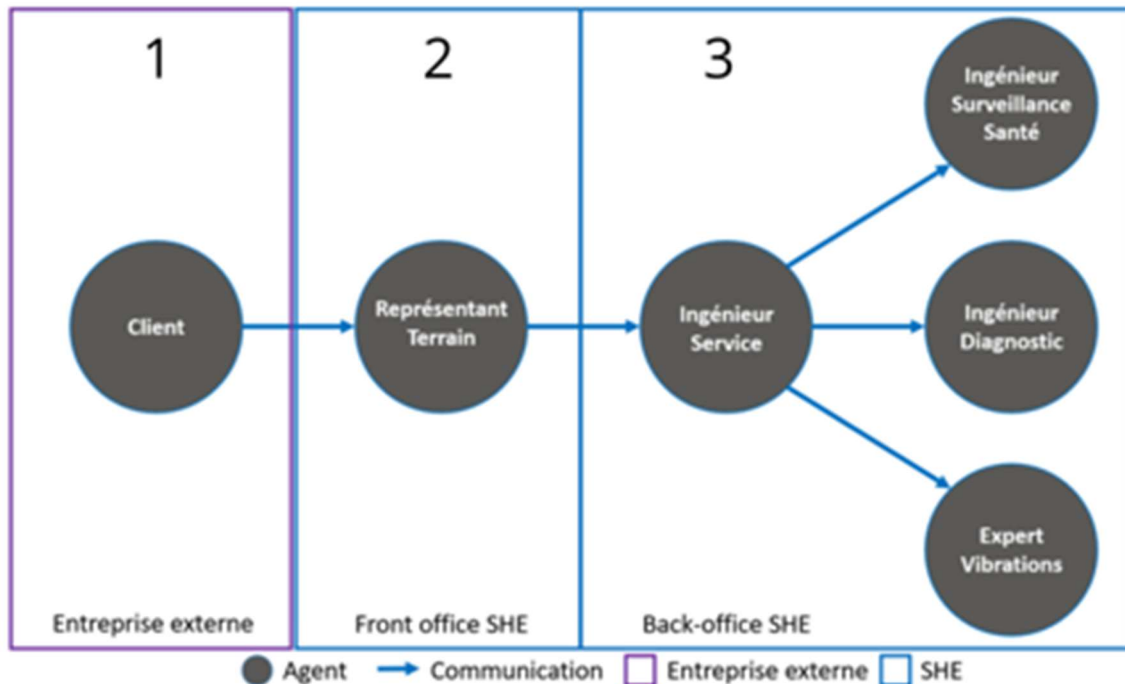 1
2
3
Client
Représentant
Terrain
Ingénieur
Service
Ingénieur
Surveillance
Santé
Ingénieur
Diagnostic
Expert
Vibrations
Entreprise externe
Front office SHE
Back-office SHE
Agent
Communication
Entreprise externe
SHE